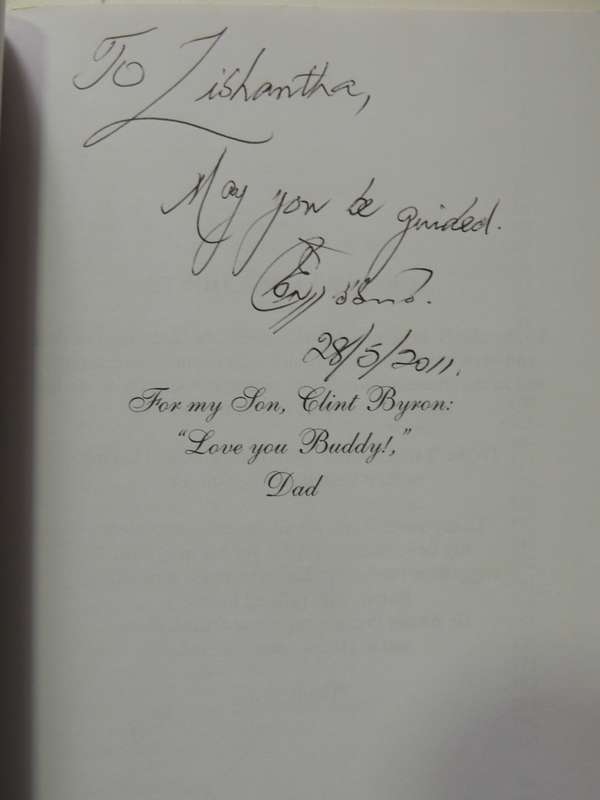 To Lishantha,
May you be guided.
28/5/2011.
For my Son, Clint Byron:
“Love you Buddy!,”
Dad